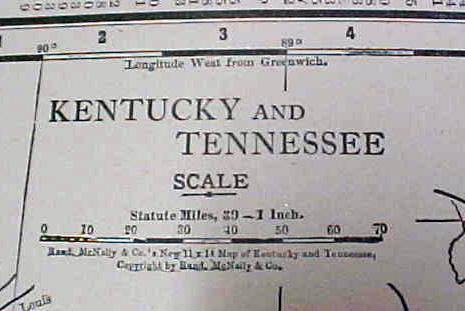 2 3 4
90° 89°
Longitude West from Greenwich.
KENTUCKY AND
TENNESSEE
SCALE
Statute Miles, 39 = 1 Inch.
0 10 20 30 40 50 60 70
Rand, McNally & Co.'s New 11 x 14 Map of Kentucky and Tennessee,
Copyright by Rand, McNally & Co.
Louis